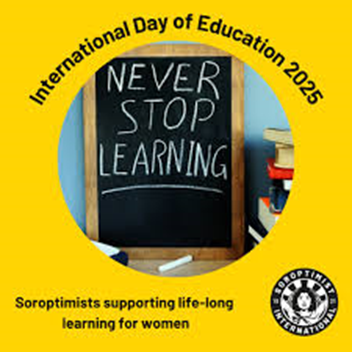 International Day of Education 2025
NEVER
STOP
LEARNING
Soroptimists supporting life-long
learning for women
SOROPTIMIST
INTERNATIONAL